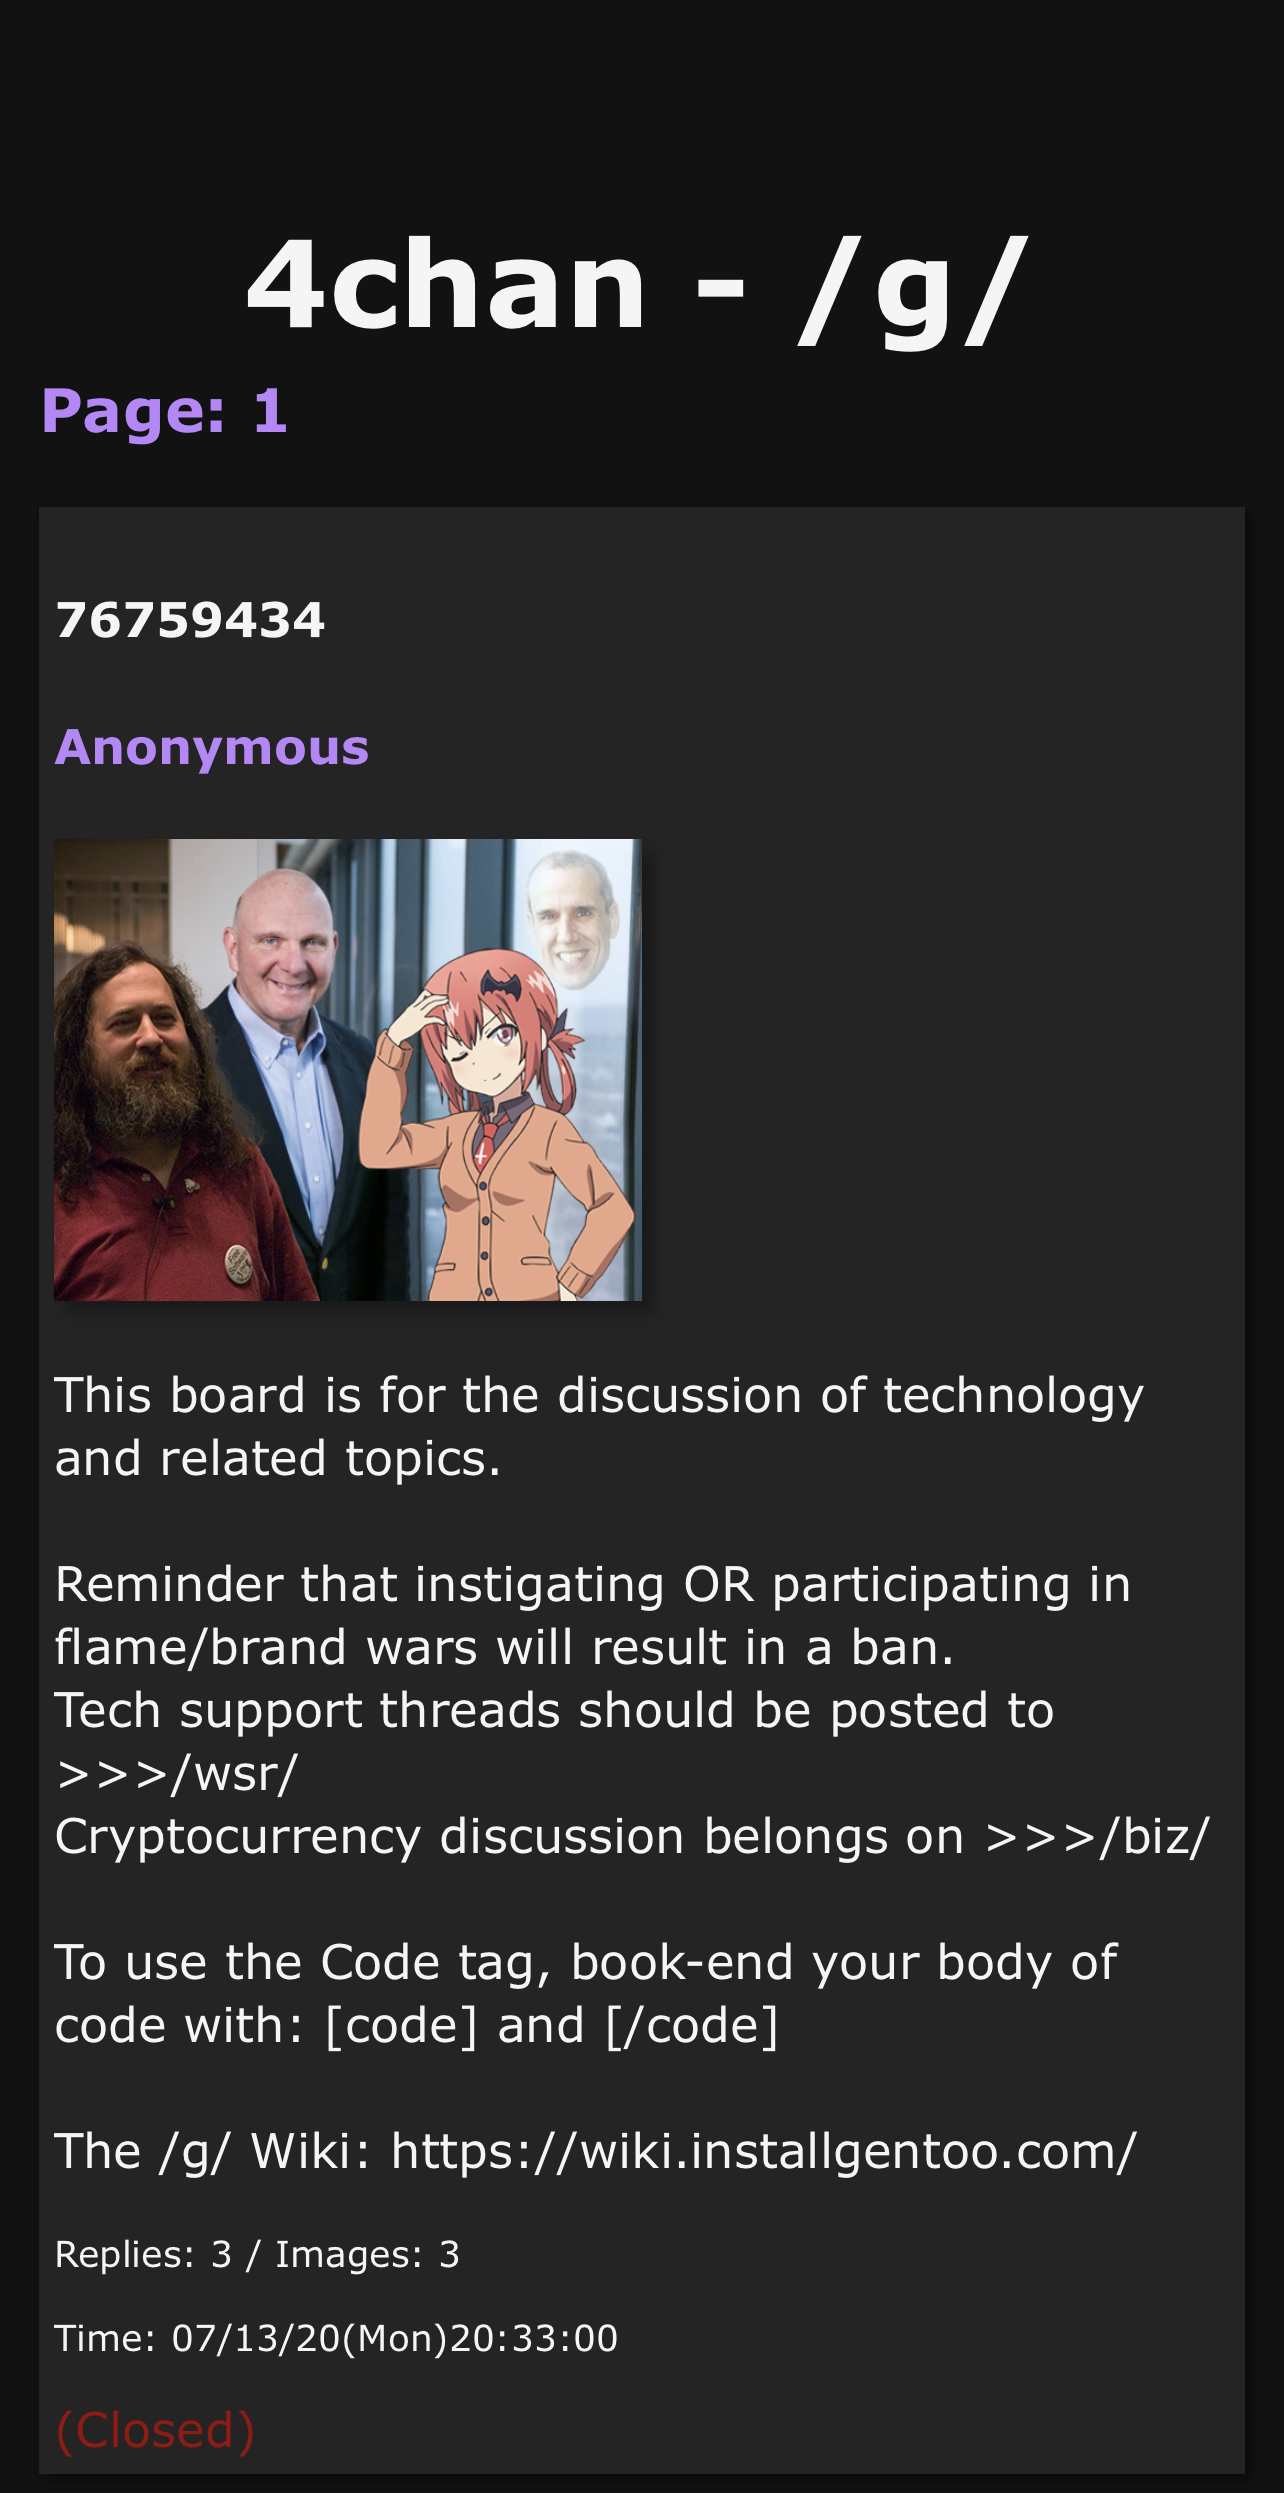 4chan - /g/
Page: 1
76759434
Anonymous
This board is for the discussion of technology
and related topics.
Reminder that instigating OR participating in
flame/brand wars will result in a ban.
Tech support threads should be posted to
>>>/wsr/
Cryptocurrency discussion belongs on >>>/biz/
To use the Code tag, book-end your body of
code with: [code] and [/code]
The /g/ Wiki: https://wiki.installgentoo.com/
Replies: 3 / Images: 3
Time: 07/13/20(Mon)20:33:00
(Closed)